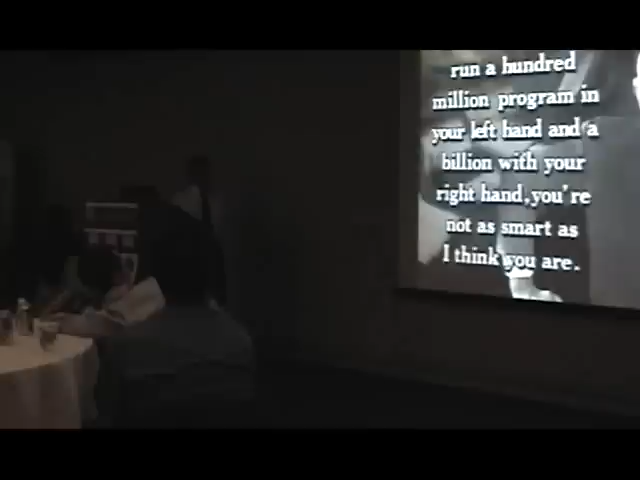 run a hundred
million program in
your left hand and a
billion with your
right hand, you're
not as smart as
I think you are.